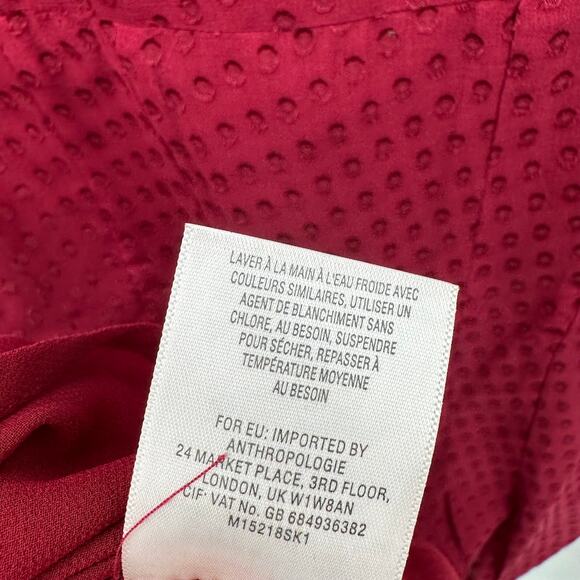 LAVER À LA MAIN À L'EAU FROIDE AVEC
COULEURS SIMILAIRES, UTILISER UN
AGENT DE BLANCHIMENT SANS
CHLORE, AU BESOIN, SUSPENDRE
POUR SÉCHER, REPASSER À
TEMPÉRATURE MOYENNE
AU BESOIN
FOR EU: IMPORTED BY
ANTHROPOLOGIE
24 MARKET PLACE, 3RD FLOOR,
LONDON, UK W1W8AN
CIF: VAT No. GB 684936382
M15218SK1